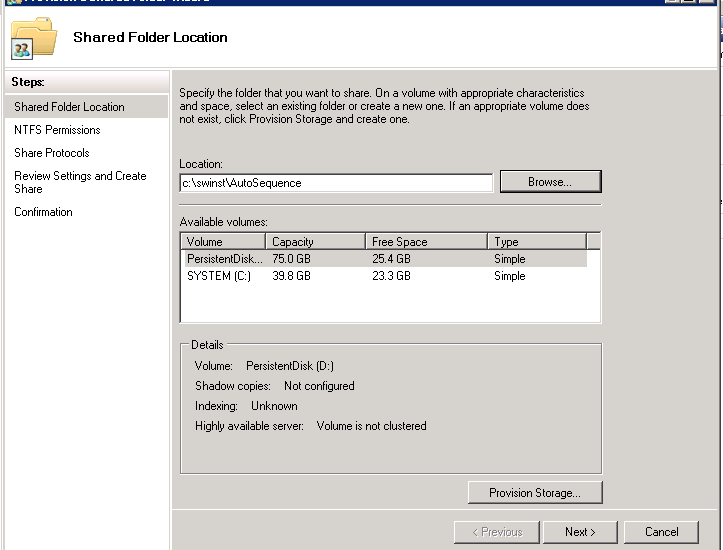 Shared Folder Location
Steps:
Shared Folder Location
NTFS Permissions
Share Protocols
Review Settings and Create
Share
Confirmation
Specify the folder that you want to share. On a volume with appropriate characteristics
and space, select an existing folder or create a new one. If an appropriate volume does
not exist, click Provision Storage and create one.
Location:
c:\swinst\AutoSequence
Browse...
Available volumes:
Volume Capacity Free Space Type
PersistentDisk... 75.0 GB 25.4 GB Simple
SYSTEM (C:) 39.8 GB 23.3 GB Simple
Details
Volume: PersistentDisk (D:)
Shadow copies: Not configured
Indexing: Unknown
Highly available server: Volume is not clustered
Provision Storage...
< Previous Next > Cancel